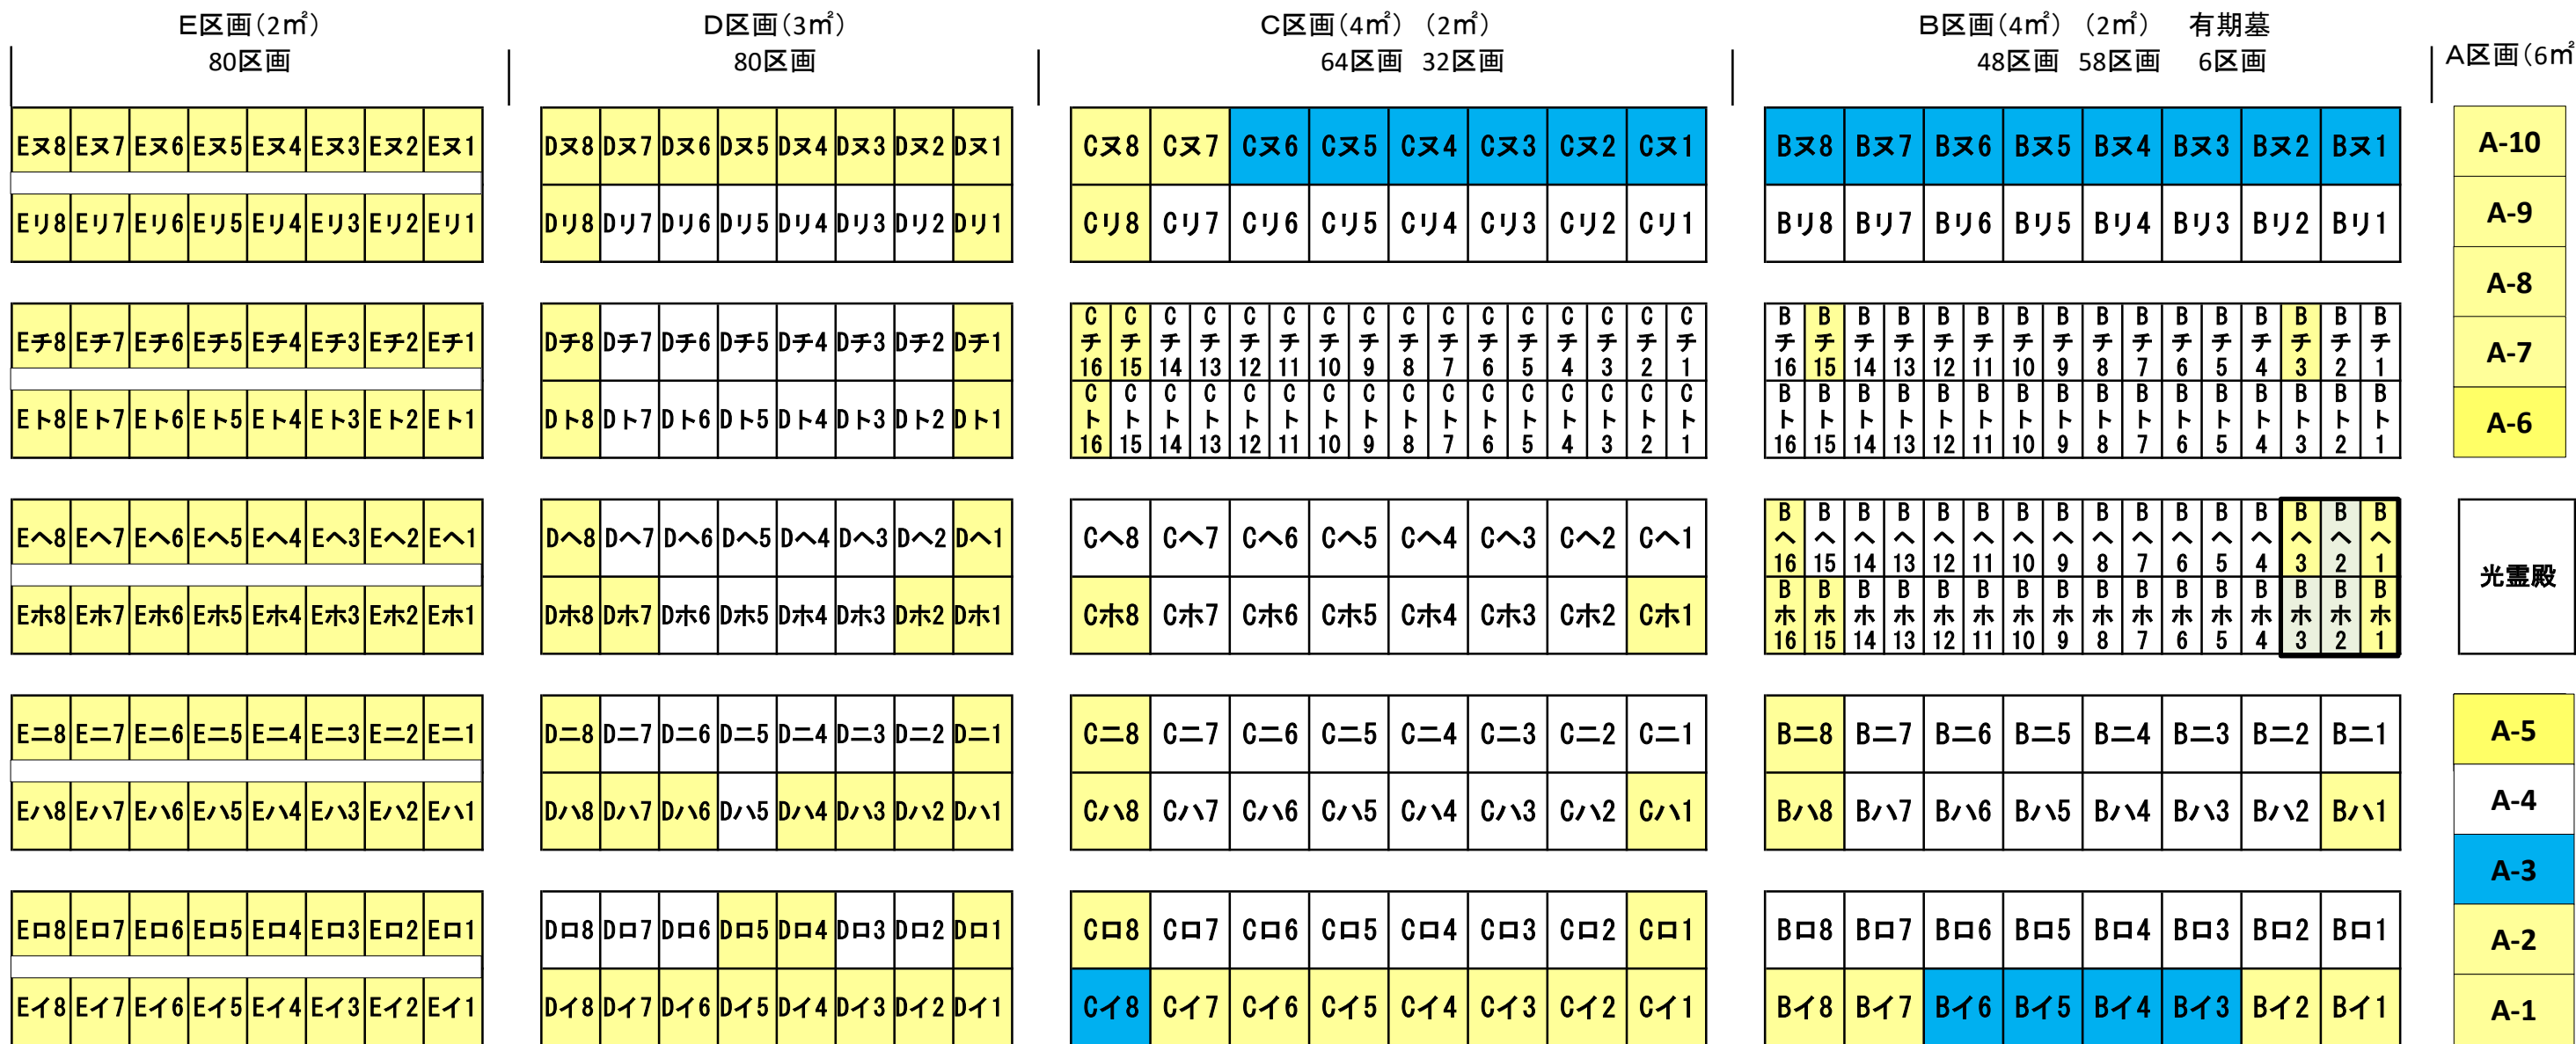 E区画(2㎡) D区画(3㎡) C区画(4㎡) (2㎡) B区画(4㎡) (2㎡) 有期墓
80区画 80区画 64区画 32区画 48区画 58区画 6区画 A区画(6㎡
Eヌ8 Eヌ7 Eヌ6 Eヌ5 Eヌ4 Eヌ3 Eヌ2 Eヌ1 Dヌ8 Dヌ7 Dヌ6 Dヌ5 Dヌ4 Dヌ3 Dヌ2 Dヌ1 Cヌ8 Cヌ7 Cヌ6 Cヌ5 Cヌ4 Cヌ3 Cヌ2 Cヌ1 Bヌ8 Bヌ7 Bヌ6 Bヌ5 Bヌ4 Bヌ3 Bヌ2 Bヌ1 A-10
Eリ8 Eリ7 Eリ6 Eリ5 Eリ4 Eリ3 Eリ2 Eリ1 Dリ8 Dリ7 Dリ6 Dリ5 Dリ4 Dリ3 Dリ2 Dリ1 Cリ8 Cリ7 Cリ6 Cリ5 Cリ4 Cリ3 Cリ2 Cリ1 Bリ8 Bリ7 Bリ6 Bリ5 Bリ4 Bリ3 Bリ2 Bリ1 A-9
A-8
Eチ8 Eチ7 Eチ6 Eチ5 Eチ4 Eチ3 Eチ2 Eチ1 Dチ8 Dチ7 Dチ6 Dチ5 Dチ4 Dチ3 Dチ2 Dチ1 Cチ16 Cチ15 Cチ14 Cチ13 Cチ12 Cチ11 Cチ10 Cチ9 Cチ8 Cチ7 Cチ6 Cチ5 Cチ4 Cチ3 Cチ2 Cチ1 Bチ16 Bチ15 Bチ14 Bチ13 Bチ12 Bチ11 Bチ10 Bチ9 Bチ8 Bチ7 Bチ6 Bチ5 Bチ4 Bチ3 Bチ2 Bチ1 A-7
Eト8 Eト7 Eト6 Eト5 Eト4 Eト3 Eト2 Eト1 Dト8 Dト7 Dト6 Dト5 Dト4 Dト3 Dト2 Dト1 Cト16 Cト15 Cト14 Cト13 Cト12 Cト11 Cト10 Cト9 Cト8 Cト7 Cト6 Cト5 Cト4 Cト3 Cト2 Cト1 Bト16 Bト15 Bト14 Bト13 Bト12 Bト11 Bト10 Bト9 Bト8 Bト7 Bト6 Bト5 Bト4 Bト3 Bト2 Bト1 A-6
Eヘ8 Eヘ7 Eヘ6 Eヘ5 Eヘ4 Eヘ3 Eヘ2 Eヘ1 Dヘ8 Dヘ7 Dヘ6 Dヘ5 Dヘ4 Dヘ3 Dヘ2 Dヘ1 Cヘ8 Cヘ7 Cヘ6 Cヘ5 Cヘ4 Cヘ3 Cヘ2 Cヘ1 Bヘ16 Bヘ15 Bヘ14 Bヘ13 Bヘ12 Bヘ11 Bヘ10 Bヘ9 Bヘ8 Bヘ7 Bヘ6 Bヘ5 Bヘ4 Bヘ3 Bヘ2 Bヘ1
光霊殿
Eホ8 Eホ7 Eホ6 Eホ5 Eホ4 Eホ3 Eホ2 Eホ1 Dホ8 Dホ7 Dホ6 Dホ5 Dホ4 Dホ3 Dホ2 Dホ1 Cホ8 Cホ7 Cホ6 Cホ5 Cホ4 Cホ3 Cホ2 Cホ1 Bホ16 Bホ15 Bホ14 Bホ13 Bホ12 Bホ11 Bホ10 Bホ9 Bホ8 Bホ7 Bホ6 Bホ5 Bホ4 Bホ3 Bホ2 Bホ1
Eニ8 Eニ7 Eニ6 Eニ5 Eニ4 Eニ3 Eニ2 Eニ1 Dニ8 Dニ7 Dニ6 Dニ5 Dニ4 Dニ3 Dニ2 Dニ1 Cニ8 Cニ7 Cニ6 Cニ5 Cニ4 Cニ3 Cニ2 Cニ1 Bニ8 Bニ7 Bニ6 Bニ5 Bニ4 Bニ3 Bニ2 Bニ1 A-5
Eハ8 Eハ7 Eハ6 Eハ5 Eハ4 Eハ3 Eハ2 Eハ1 Dハ8 Dハ7 Dハ6 Dハ5 Dハ4 Dハ3 Dハ2 Dハ1 Cハ8 Cハ7 Cハ6 Cハ5 Cハ4 Cハ3 Cハ2 Cハ1 Bハ8 Bハ7 Bハ6 Bハ5 Bハ4 Bハ3 Bハ2 Bハ1 A-4
A-3
Eロ8 Eロ7 Eロ6 Eロ5 Eロ4 Eロ3 Eロ2 Eロ1 Dロ8 Dロ7 Dロ6 Dロ5 Dロ4 Dロ3 Dロ2 Dロ1 Cロ8 Cロ7 Cロ6 Cロ5 Cロ4 Cロ3 Cロ2 Cロ1 Bロ8 Bロ7 Bロ6 Bロ5 Bロ4 Bロ3 Bロ2 Bロ1 A-2
Eイ8 Eイ7 Eイ6 Eイ5 Eイ4 Eイ3 Eイ2 Eイ1 Dイ8 Dイ7 Dイ6 Dイ5 Dイ4 Dイ3 Dイ2 Dイ1 Cイ8 Cイ7 Cイ6 Cイ5 Cイ4 Cイ3 Cイ2 Cイ1 Bイ8 Bイ7 Bイ6 Bイ5 Bイ4 Bイ3 Bイ2 Bイ1 A-1